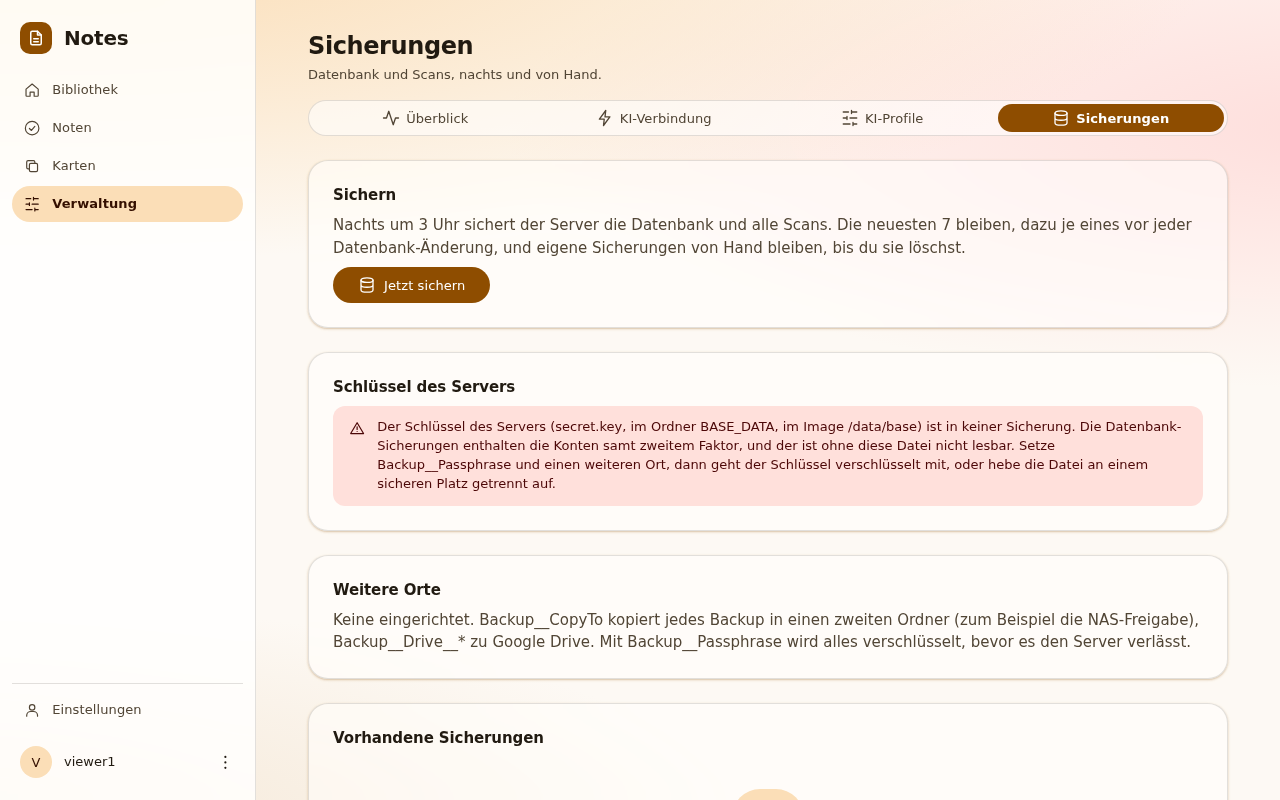 Notes
Bibliothek
Noten
Karten
Verwaltung
Einstellungen
V
viewer1
Sicherungen
Datenbank und Scans, nachts und von Hand.
Überblick
KI-Verbindung
KI-Profile
Sicherungen
Sichern
Nachts um 3 Uhr sichert der Server die Datenbank und alle Scans. Die neuesten 7 bleiben, dazu je eines vor jeder
Datenbank-Änderung, und eigene Sicherungen von Hand bleiben, bis du sie löschst.
Jetzt sichern
Schlüssel des Servers
Der Schlüssel des Servers (secret.key, im Ordner BASE_DATA, im Image /data/base) ist in keiner Sicherung. Die Datenbank-
Sicherungen enthalten die Konten samt zweitem Faktor, und der ist ohne diese Datei nicht lesbar. Setze
Backup__Passphrase und einen weiteren Ort, dann geht der Schlüssel verschlüsselt mit, oder hebe die Datei an einem
sicheren Platz getrennt auf.
Weitere Orte
Keine eingerichtet. Backup__CopyTo kopiert jedes Backup in einen zweiten Ordner (zum Beispiel die NAS-Freigabe),
Backup__Drive__* zu Google Drive. Mit Backup__Passphrase wird alles verschlüsselt, bevor es den Server verlässt.
Vorhandene Sicherungen